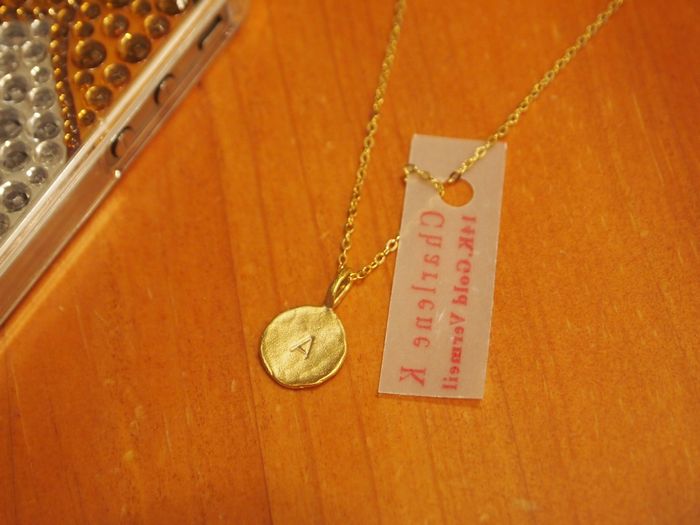 A
14K. Gold Vermeil
Charlene K